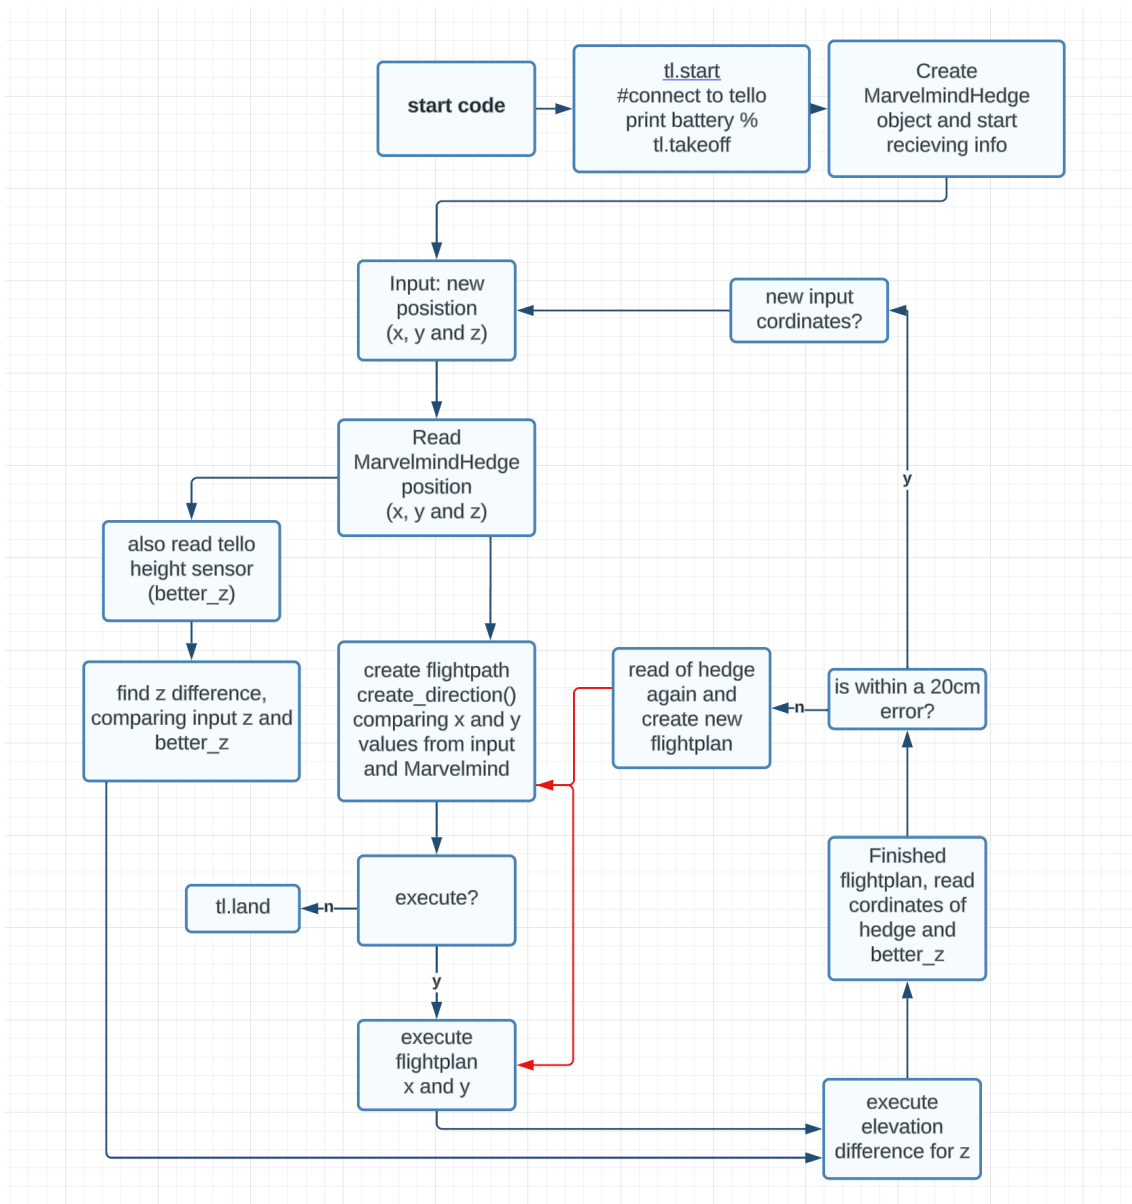 start code
tl.start
#connect to tello
print battery %
tl.takeoff
Create
MarvelmindHedge
object and start
recieving info
Input: new
posistion
(x, y and z)
new input
cordinates?
y
Read
MarvelmindHedge
position
(x, y and z)
also read tello
height sensor
(better_z)
find z difference,
comparing input z and
better_z
create flightpath
create_direction()
comparing x and y
values from input
and Marvelmind
read of hedge
again and
create new
flightplan
n
is within a 20cm
error?
execute?
n
tl.land
y
execute
flightplan
x and y
Finished
flightplan, read
cordinates of
hedge and
better_z
execute
elevation
difference for z